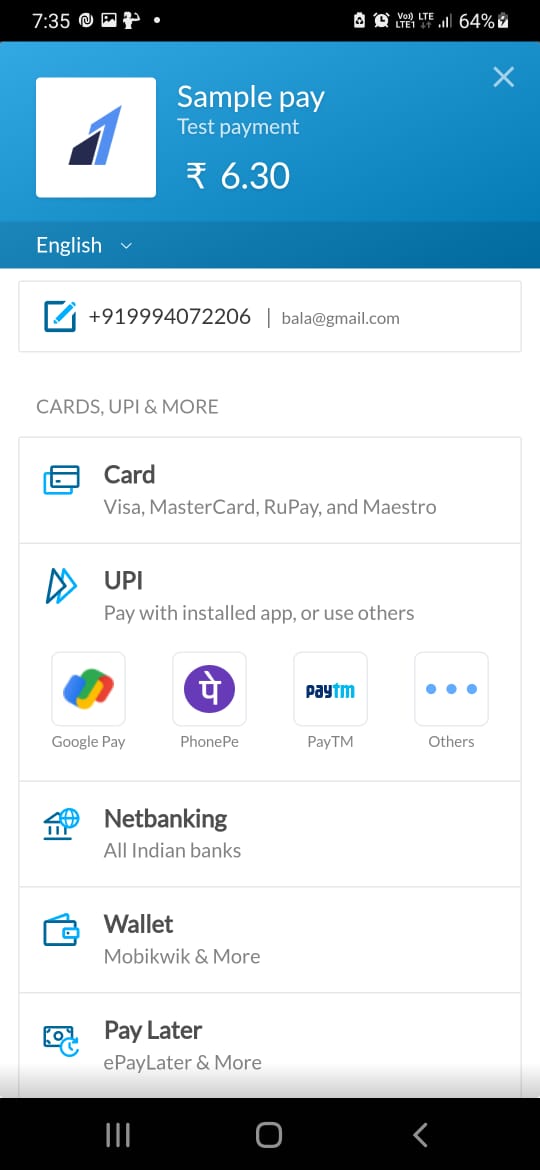 7:35
Vo) LTE
LTE1
64%
Sample pay
Test payment
₹ 6.30
English
+919994072206 | bala@gmail.com
CARDS, UPI & MORE
Card
Visa, MasterCard, RuPay, and Maestro
UPI
Pay with installed app, or use others
पे
paytm
Google Pay
PhonePe
PayTM
Others
Netbanking
All Indian banks
Wallet
Mobikwik & More
Pay Later
ePayLater & More